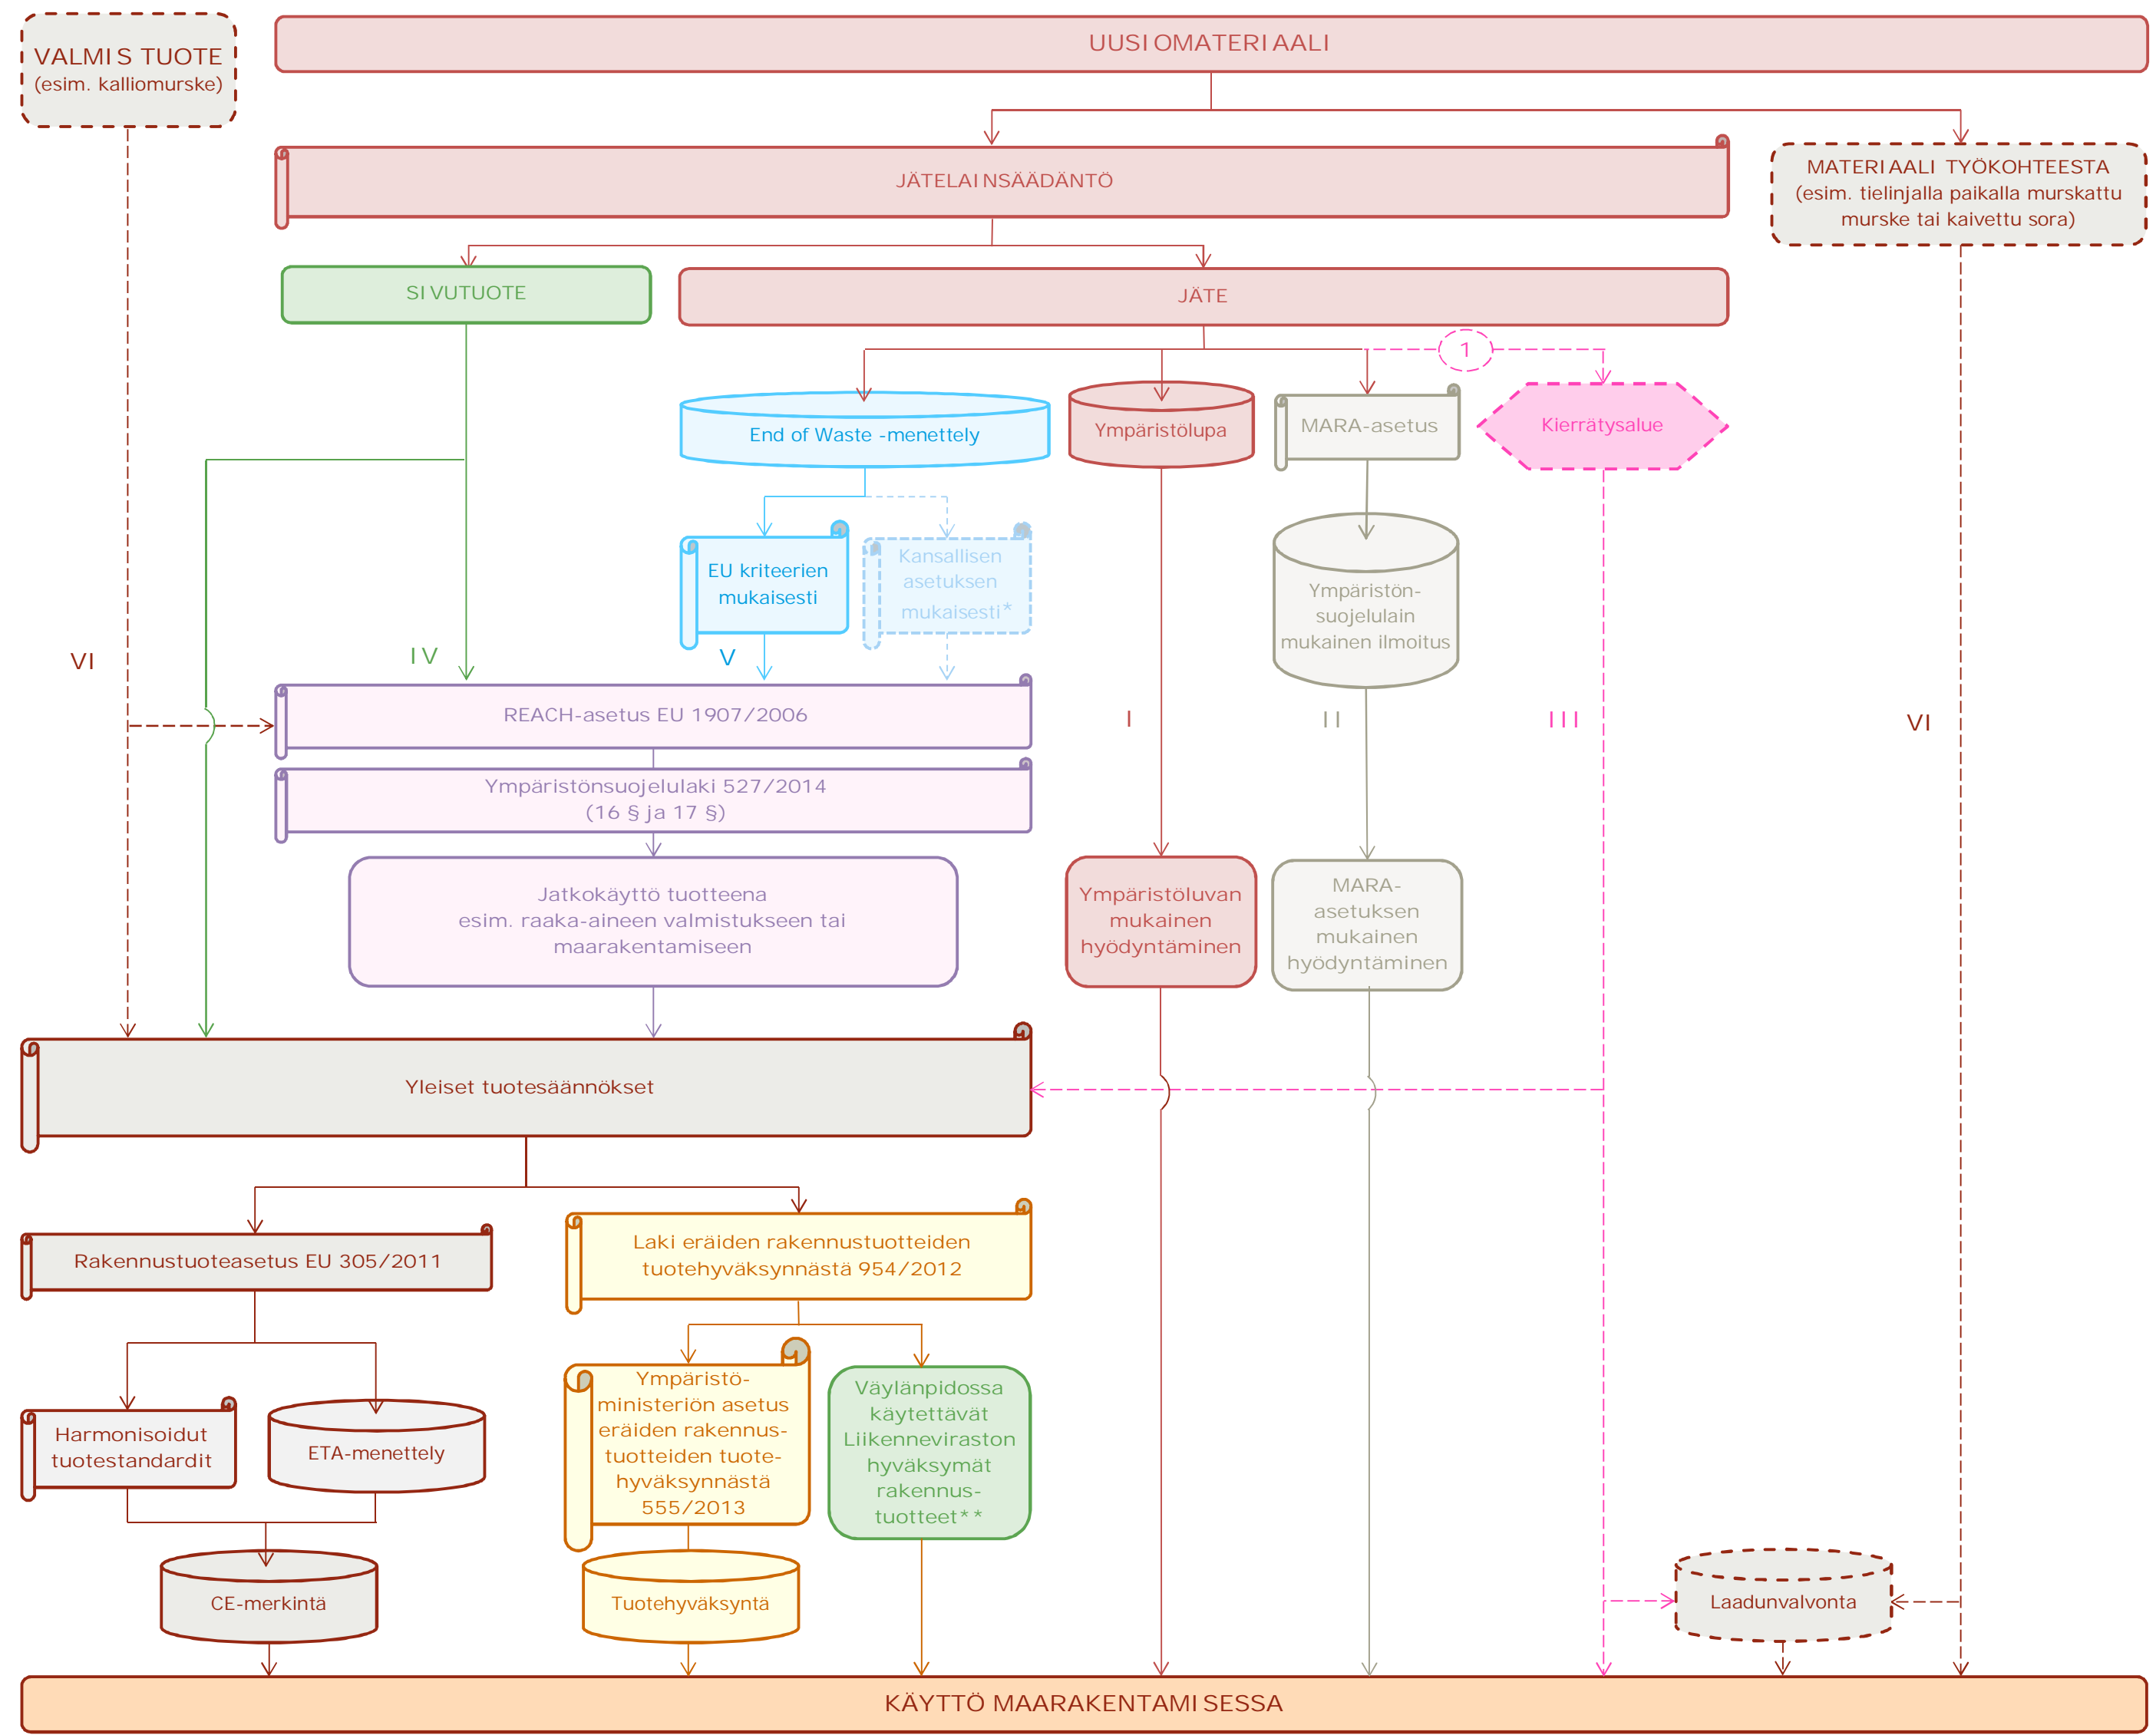 VALMIS TUOTE
(esim. kalliomurske)
UUSIOMATERIAALI
JÄTELAINSÄÄDÄNTÖ
MATERIAALI TYÖKOHTEESTA
(esim. tielinjalla paikalla murskattu
murske tai kaivettu sora)
SIVUTUOTE
JÄTE
1
End of Waste -menettely
Ympäristölupa
MARA-asetus
Kierrätysalue
EU kriteerien
mukaisesti
Kansallisen
asetuksen
mukaisesti*
Ympäristön-
suojelulain
mukainen ilmoitus
VI
IV
V
I
II
III
VI
REACH-asetus EU 1907/2006
Ympäristönsuojelulaki 527/2014
(16 § ja 17 §)
Jatkokäyttö tuotteena
esim. raaka-aineen valmistukseen tai
maarakentamiseen
Ympäristöluvan
mukainen
hyödyntäminen
MARA-
asetuksen
mukainen
hyödyntäminen
Yleiset tuotesäännökset
Rakennustuoteasetus EU 305/2011
Laki eräiden rakennustuotteiden
tuotehyväksynnästä 954/2012
Harmonisoidut
tuotestandardit
ETA-menettely
Ympäristö-
ministeriön asetus
eräiden rakennus-
tuotteiden tuote-
hyväksynnästä
555/2013
Väylänpidossa
käytettävät
Liikenneviraston
hyväksymät
rakennus-
tuotteet**
CE-merkintä
Tuotehyväksyntä
Laadunvalvonta
KÄYTTÖ MAARAKENTAMISESSA